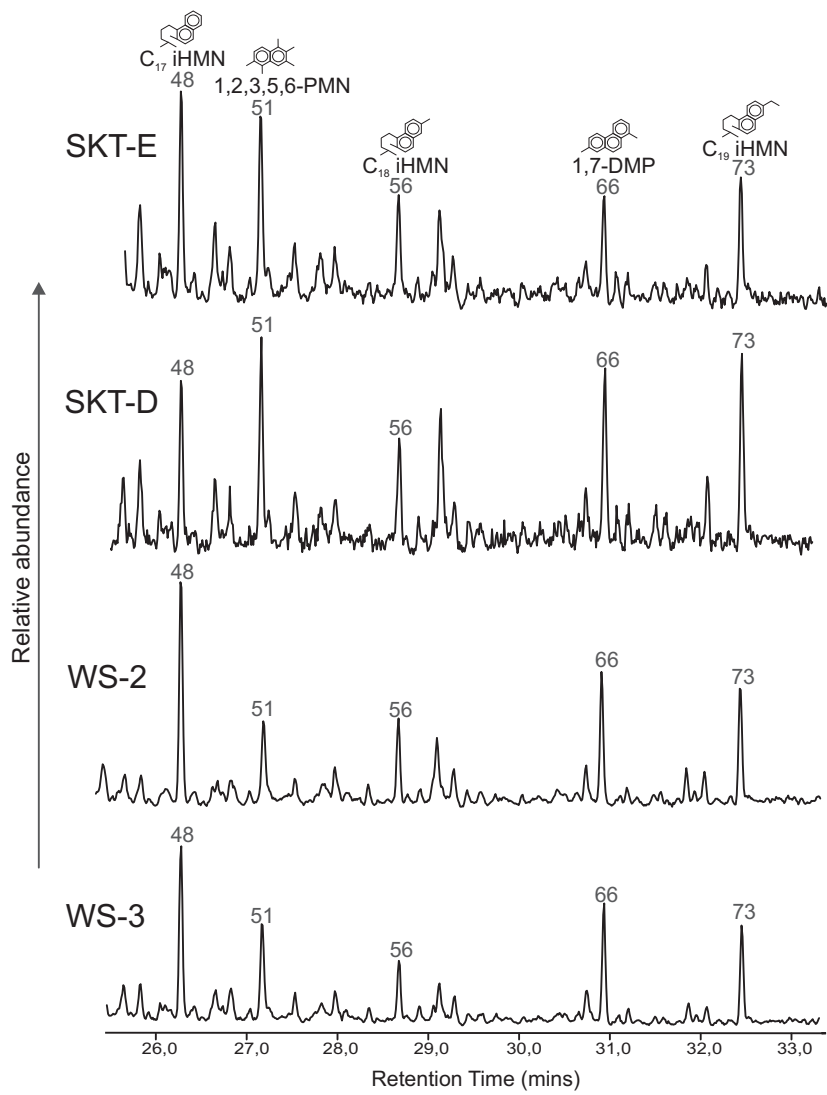 C17 iHMN
48
1,2,3,5,6-PMN
51
SKT-E
C18 iHMN
56
1,7-DMP
66
C19 iHMN
73
SKT-D
48
51
56
66
73
WS-2
48
51
56
66
73
WS-3
48
51
56
66
73
Relative abundance
26,0 27,0 28,0 29,0 30,0 31,0 32,0 33,0
Retention Time (mins)